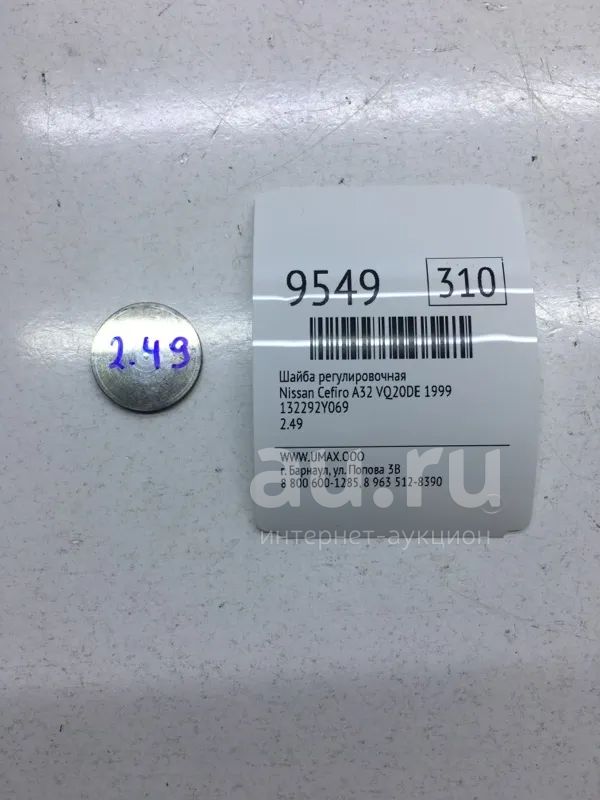 2.49
9549 310
Шайба регулировочная
Nissan Cefiro A32 VQ20DE 1999
132292Y069
2.49
WWW.UMAX.COO
г. Барнаул, ул. Попова 3В
8 800 600-1285, 8 963 512-8390
au.ru
интернет-аукцион